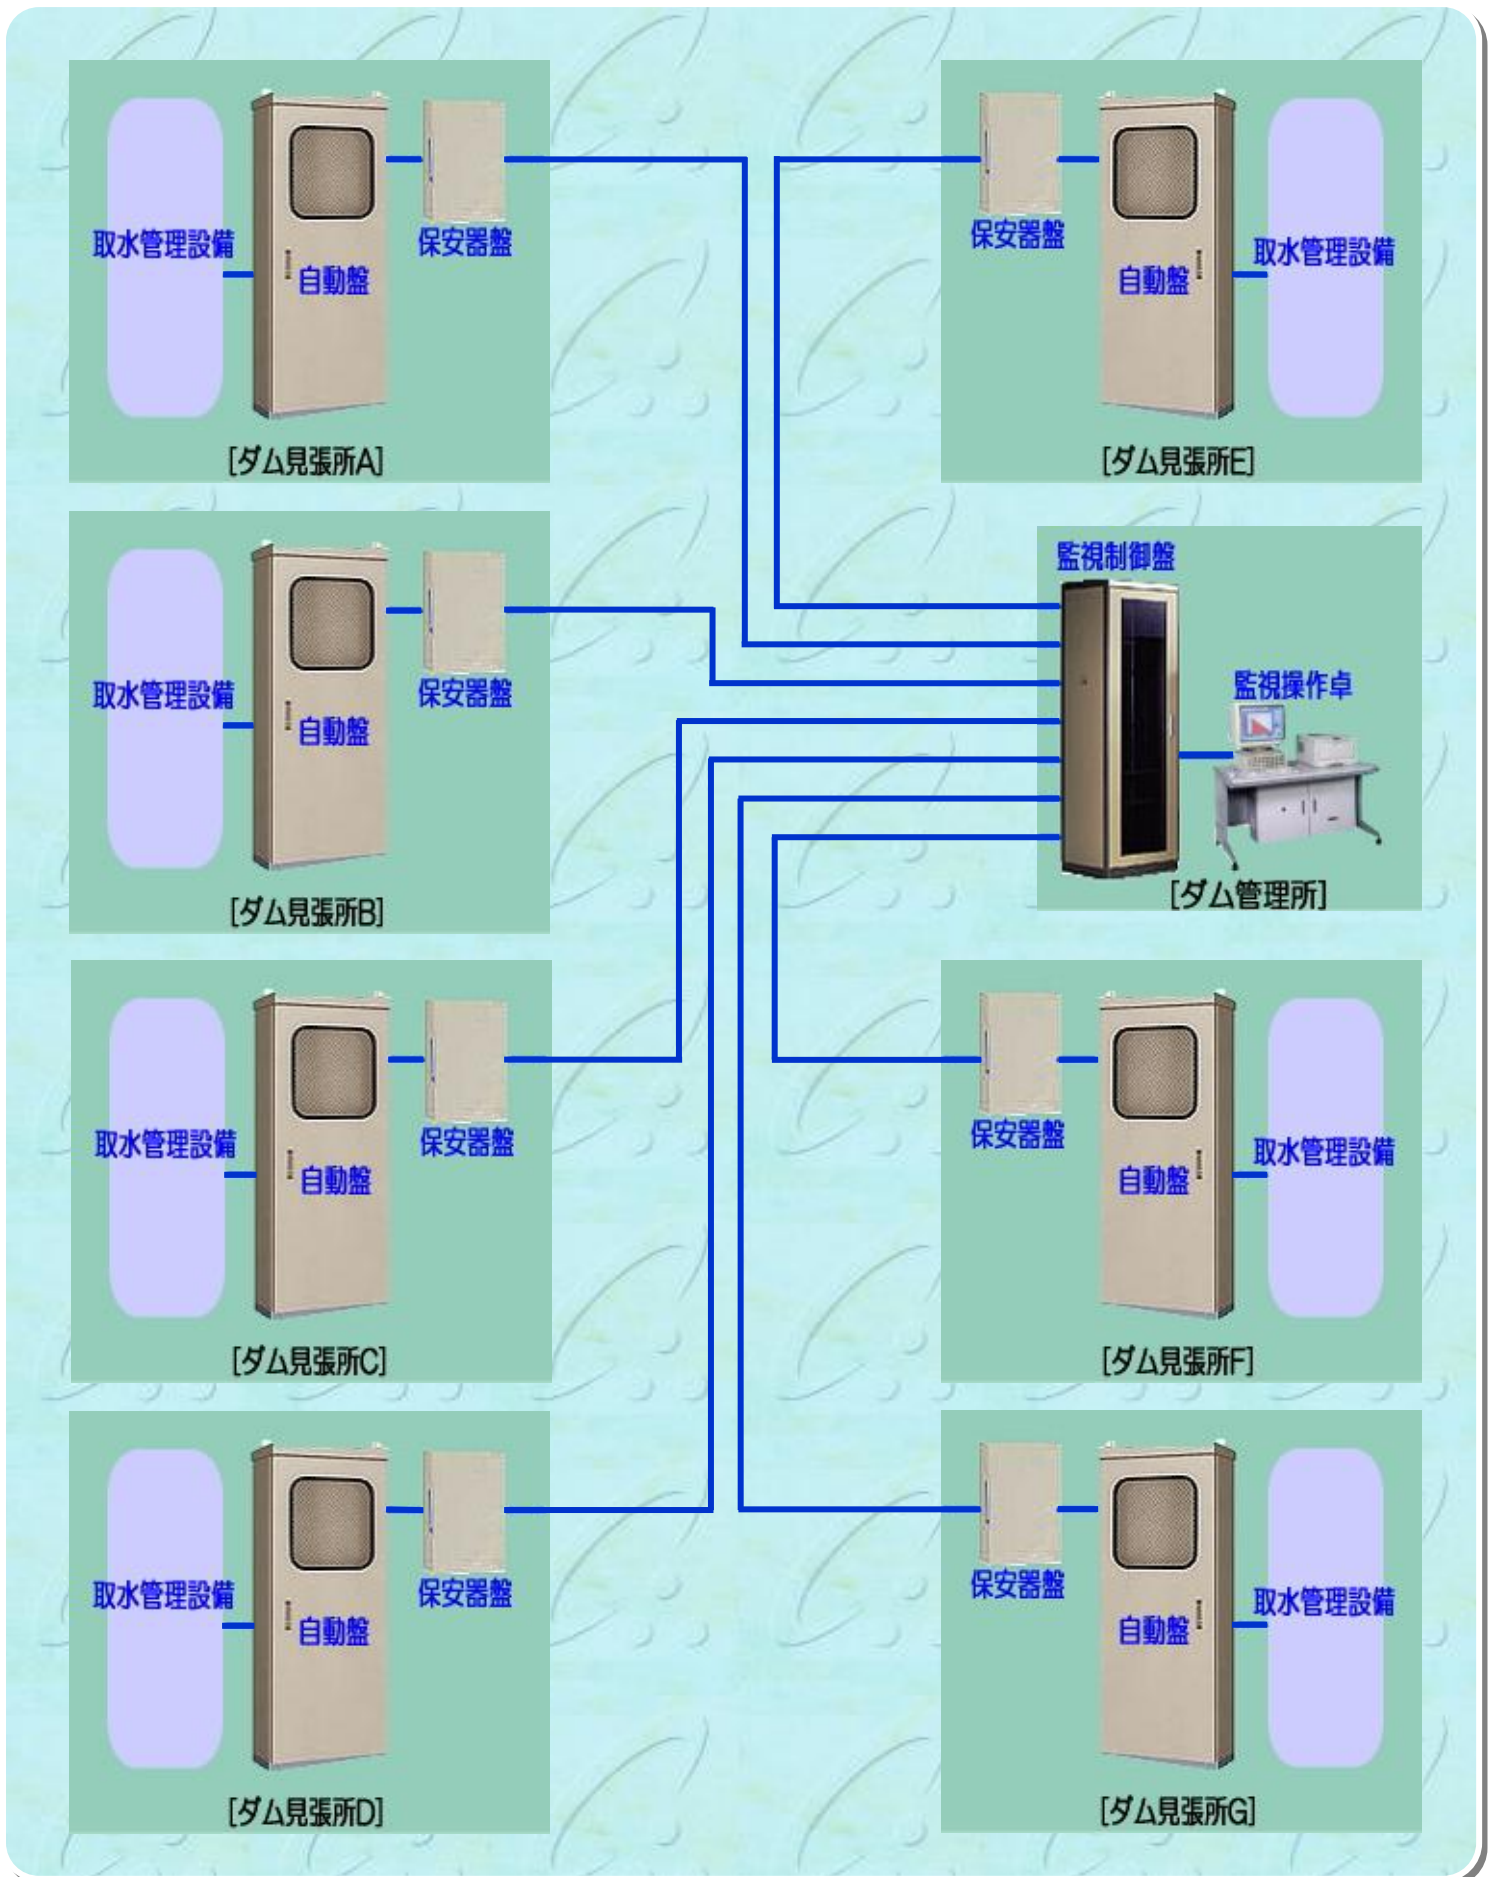 取水管理設備
自動盤
保安器盤
[ダム見張所A]
保安器盤
自動盤
取水管理設備
[ダム見張所E]
取水管理設備
自動盤
保安器盤
[ダム見張所B]
監視制御盤
監視操作卓
[ダム管理所]
取水管理設備
自動盤
保安器盤
[ダム見張所C]
保安器盤
自動盤
取水管理設備
[ダム見張所F]
取水管理設備
自動盤
保安器盤
[ダム見張所D]
保安器盤
自動盤
取水管理設備
[ダム見張所G]